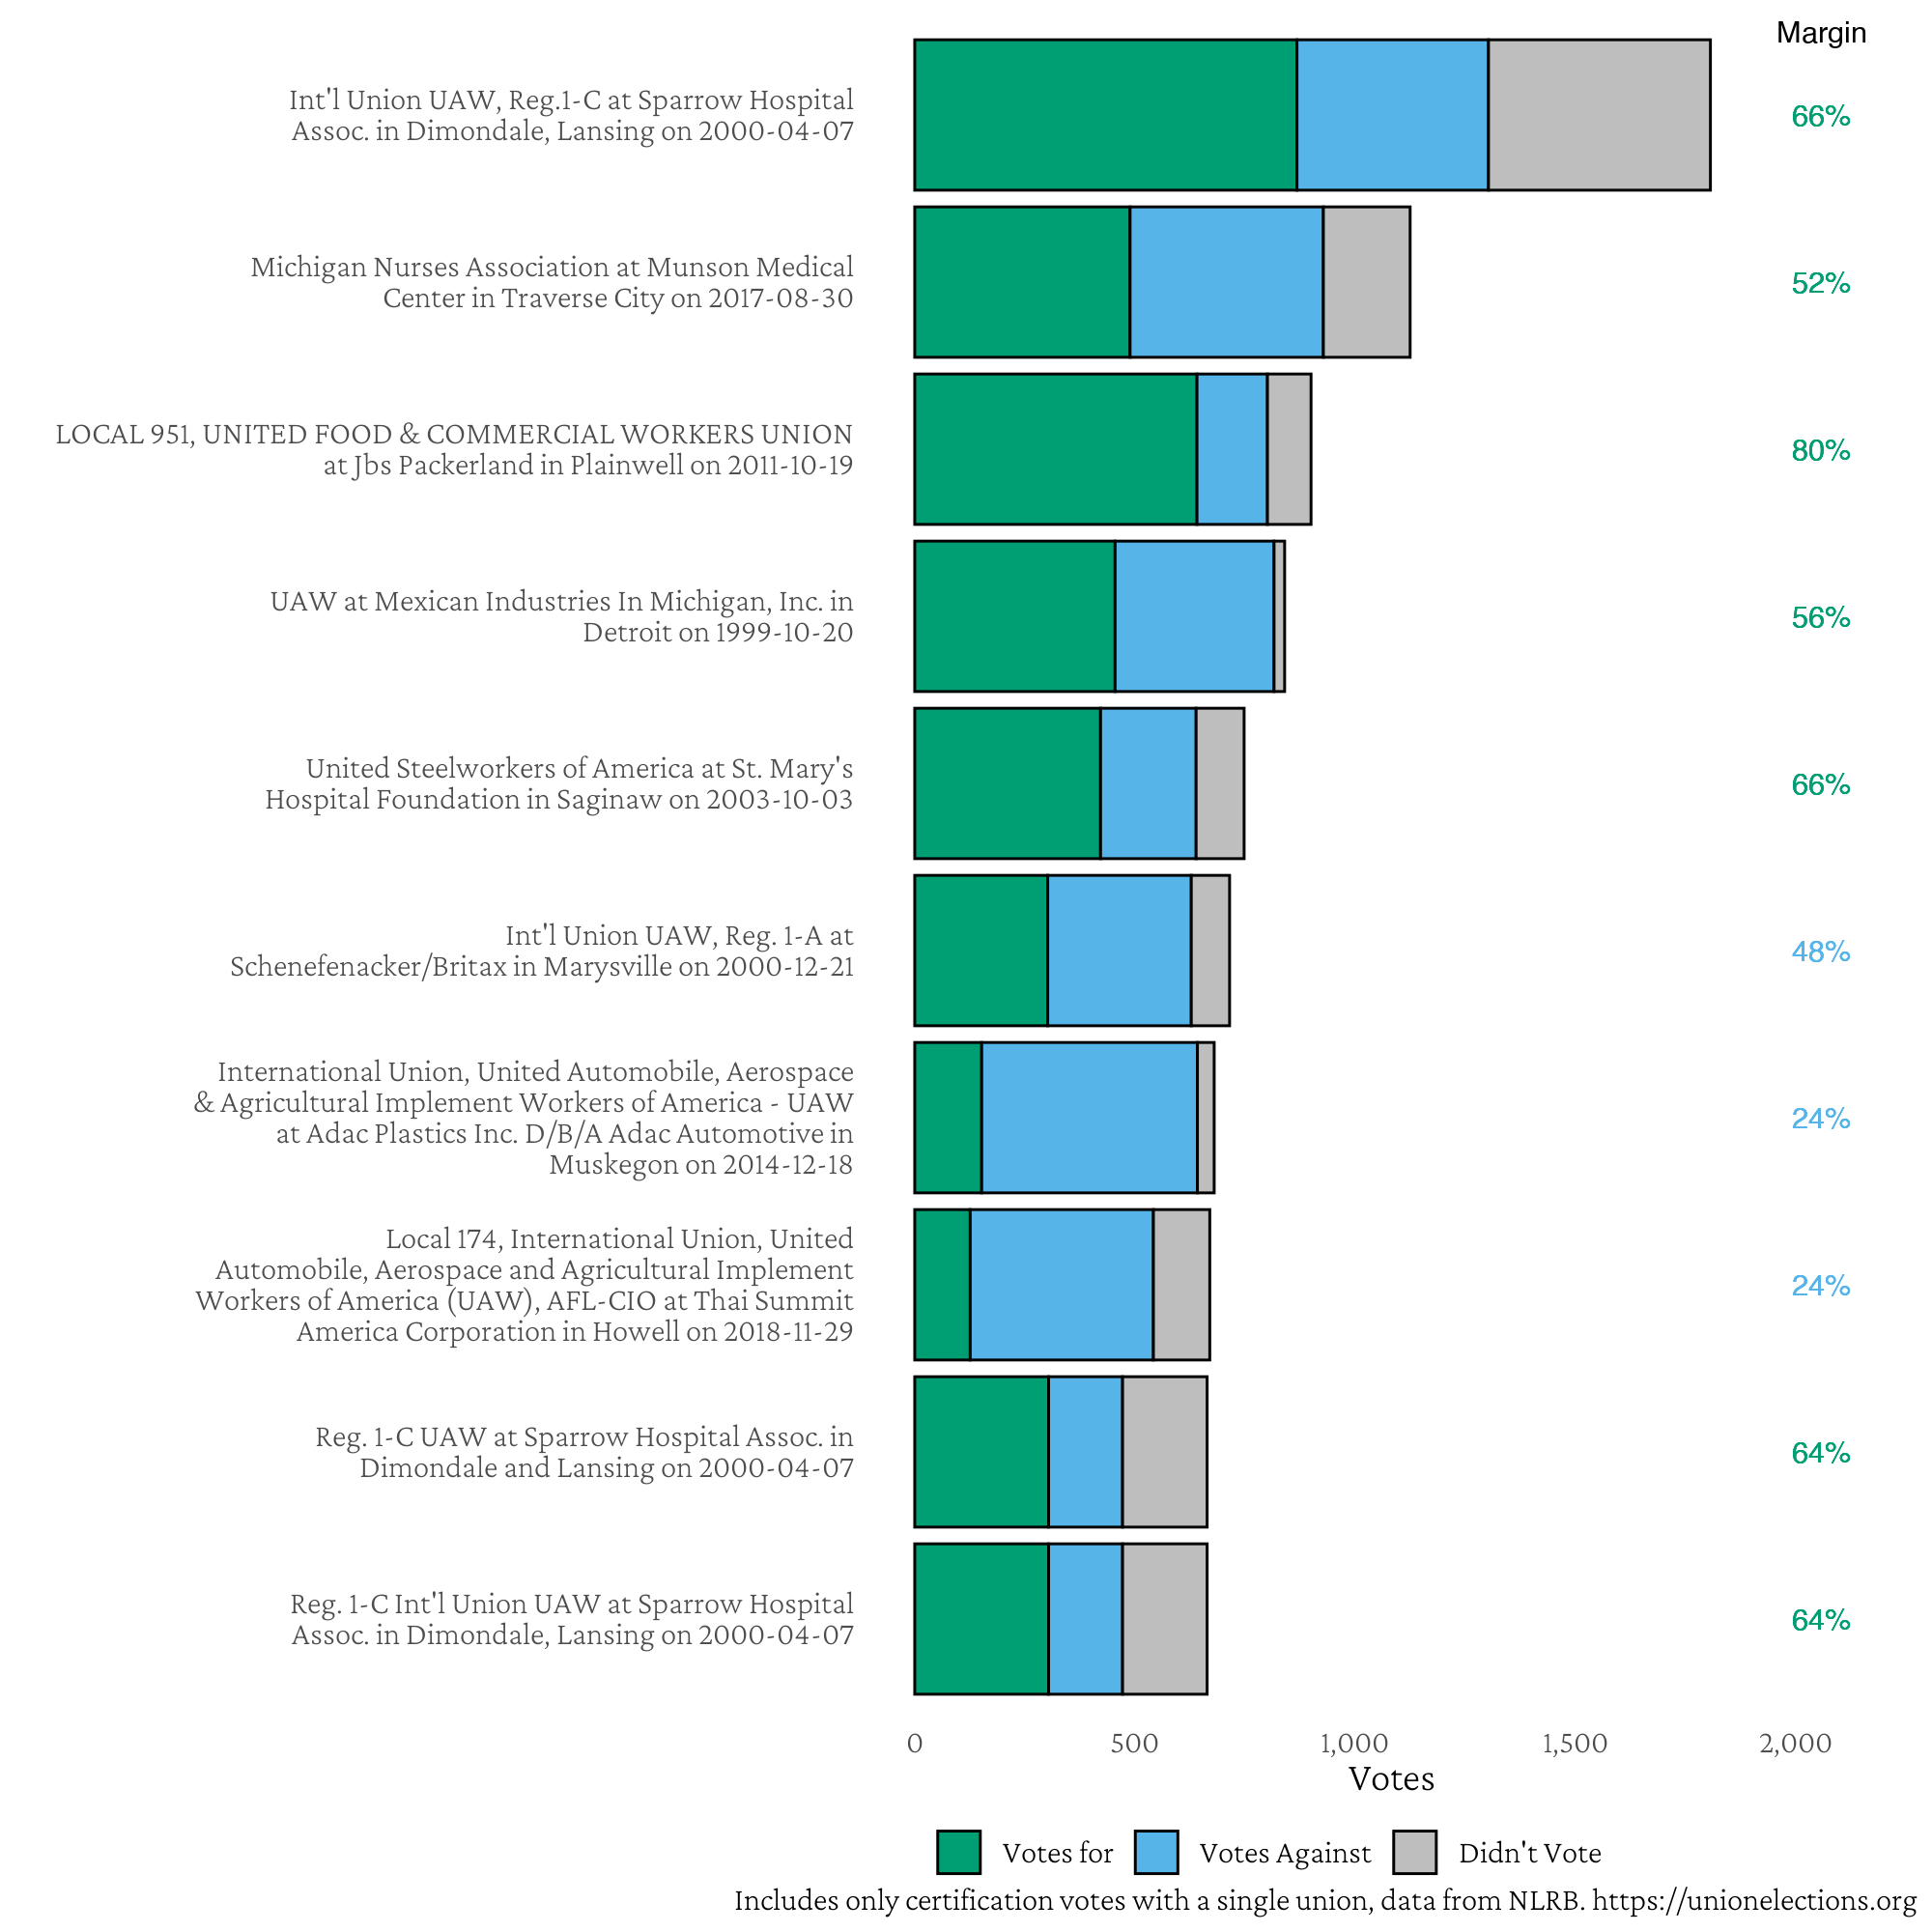 Margin
Int'l Union UAW, Reg.1-C at Sparrow Hospital
Assoc. in Dimondale, Lansing on 2000-04-07
66%
Michigan Nurses Association at Munson Medical
Center in Traverse City on 2017-08-30
52%
LOCAL 951, UNITED FOOD & COMMERCIAL WORKERS UNION
at Jbs Packerland in Plainwell on 2011-10-19
80%
UAW at Mexican Industries In Michigan, Inc. in
Detroit on 1999-10-20
56%
United Steelworkers of America at St. Mary's
Hospital Foundation in Saginaw on 2003-10-03
66%
Int'l Union UAW, Reg. 1-A at
Schenefenacker/Britax in Marysville on 2000-12-21
48%
International Union, United Automobile, Aerospace
& Agricultural Implement Workers of America - UAW
at Adac Plastics Inc. D/B/A Adac Automotive in
Muskegon on 2014-12-18
24%
Local 174, International Union, United
Automobile, Aerospace and Agricultural Implement
Workers of America (UAW), AFL-CIO at Thai Summit
America Corporation in Howell on 2018-11-29
24%
Reg. 1-C UAW at Sparrow Hospital Assoc. in
Dimondale and Lansing on 2000-04-07
64%
Reg. 1-C Int'l Union UAW at Sparrow Hospital
Assoc. in Dimondale, Lansing on 2000-04-07
64%
0 500 1,000 1,500 2,000
Votes
Votes for Votes Against Didn't Vote
Includes only certification votes with a single union, data from NLRB. https://unionelections.org